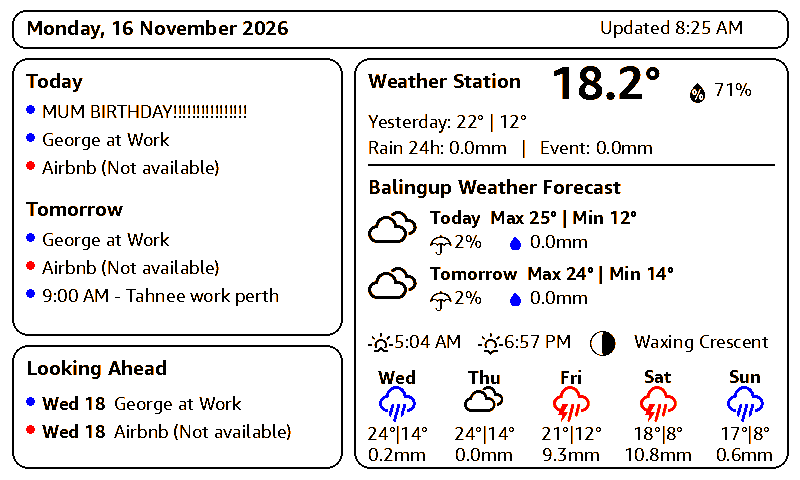 Monday, 16 November 2026
Updated 8:25 AM
Today
MUM BIRTHDAY!!!!!!!!!!!!!!!!
George at Work
Airbnb (Not available)
Tomorrow
George at Work
Airbnb (Not available)
9:00 AM - Tahnee work perth
Looking Ahead
Wed 18 George at Work
Wed 18 Airbnb (Not available)
Weather Station 18.2° % 71%
Yesterday: 22° | 12°
Rain 24h: 0.0mm | Event: 0.0mm
Balingup Weather Forecast
Today Max 25° | Min 12°
2% 0.0mm
Tomorrow Max 24° | Min 14°
2% 0.0mm
5:04 AM 6:57 PM Waxing Crescent
Wed Thu Fri Sat Sun
24°|14° 24°|14° 21°|12° 18°|8° 17°|8°
0.2mm 0.0mm 9.3mm 10.8mm 0.6mm